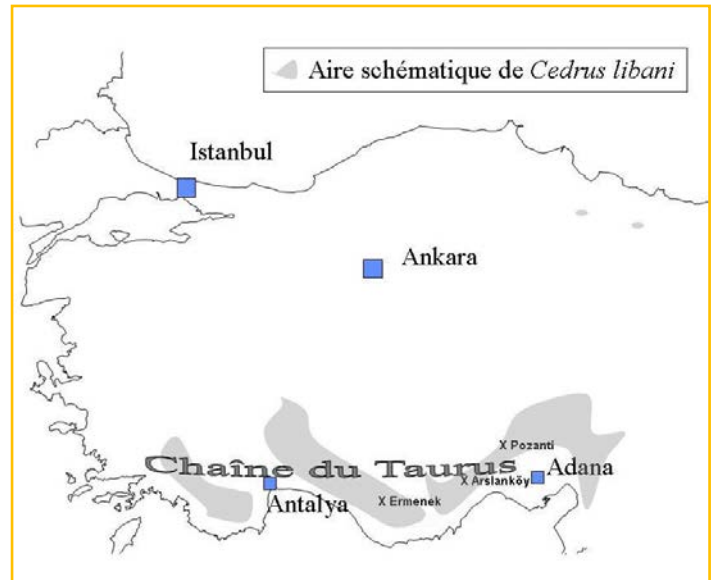 Aire schématique de Cedrus libani
Istanbul
Ankara
X Pozanti
Chaîne du Taurus
Adana
X Arslanköy
Antalya
X Ermenek